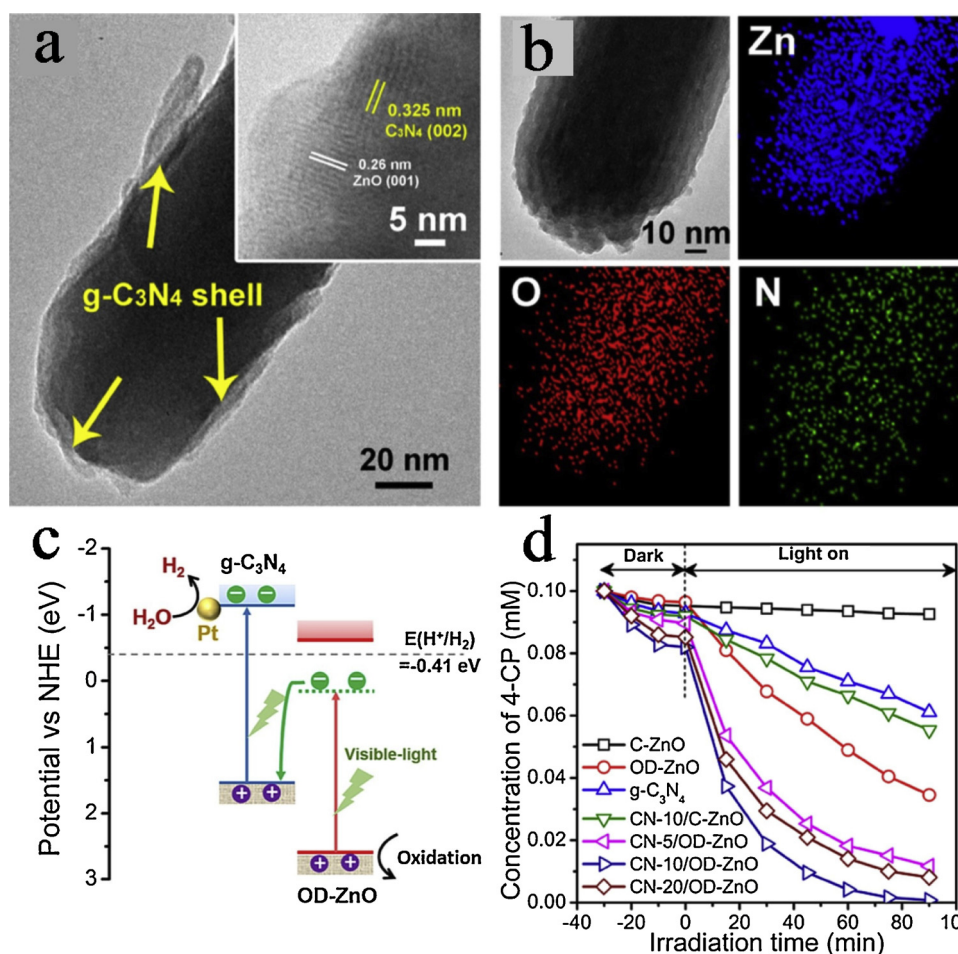 a
0.325 nm
C3N4 (002)
0.26 nm
ZnO (001)
5 nm
g-C3N4 shell
20 nm
b
10 nm
Zn
O
N
c
Potential vs NHE (eV)
-2
-1
0
1
2
3
H2
H2O
Pt
g-C3N4
E(H+/H2)
=-0.41 eV
Visible-light
Oxidation
OD-ZnO
d
Dark
Light on
Concentration of 4-CP (mM)
0.10
0.08
0.06
0.04
0.02
0.00
C-ZnO
OD-ZnO
g-C3N4
CN-10/C-ZnO
CN-5/OD-ZnO
CN-10/OD-ZnO
CN-20/OD-ZnO
-40 -20 0 20 40 60 80 10
Irradiation time (min)